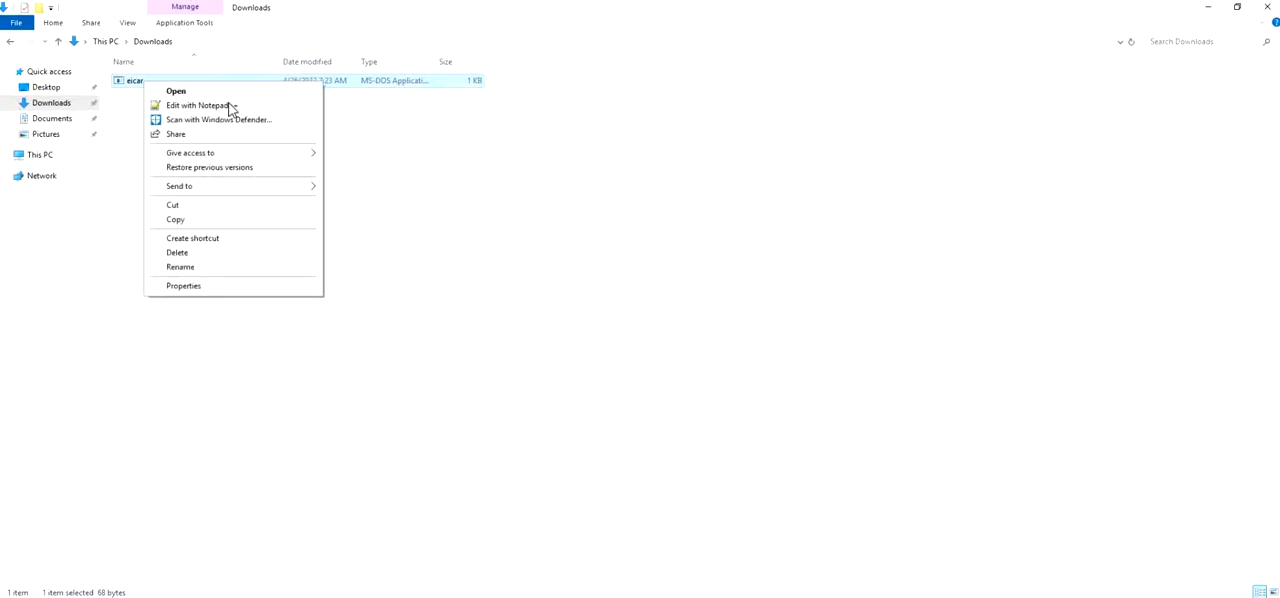 Manage
Downloads
File
Home
Share
View
Application Tools
This PC
Downloads
Search Downloads
Name
Date modified
Type
Size
Quick access
Desktop
Downloads
Documents
Pictures
This PC
Network
eicar
7:23 AM
MS-DOS Applicati...
1 KB
Open
Edit with Notepad
Scan with Windows Defender...
Share
Give access to
Restore previous versions
Send to
Cut
Copy
Create shortcut
Delete
Rename
Properties
1 item
1 item selected 68 bytes